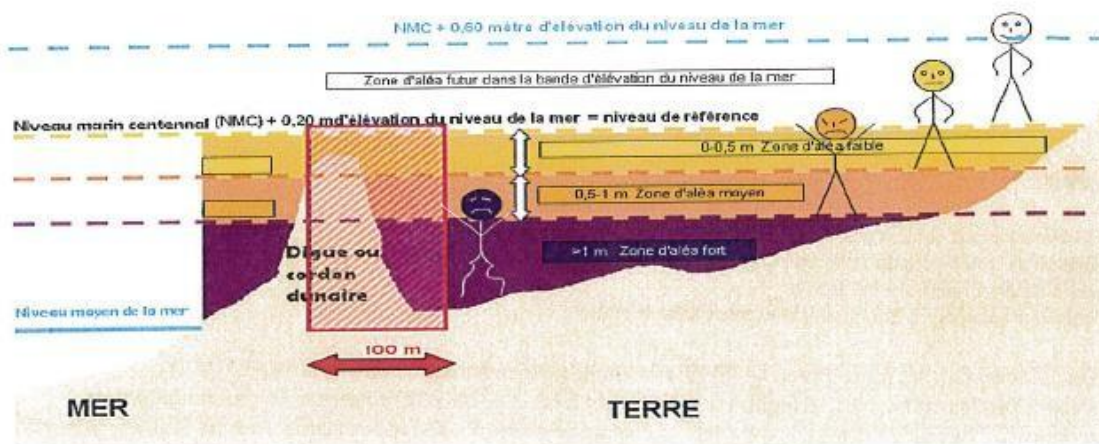 NMC + 0,60 mètre d'élévation du niveau de la mer
Zone d'aléa futur dans la bande d'élévation du niveau de la mer
Niveau marin centennal (NMC) + 0,20 md'élévation du niveau de la mer = niveau de référence
0-0,5 m Zone d'aléa faible
0,5-1 m Zone d'aléa moyen
>1 m Zone d'aléa fort
Digue ou
cordon
dunaire
Niveau moyen de la mer
100 m
MER
TERRE